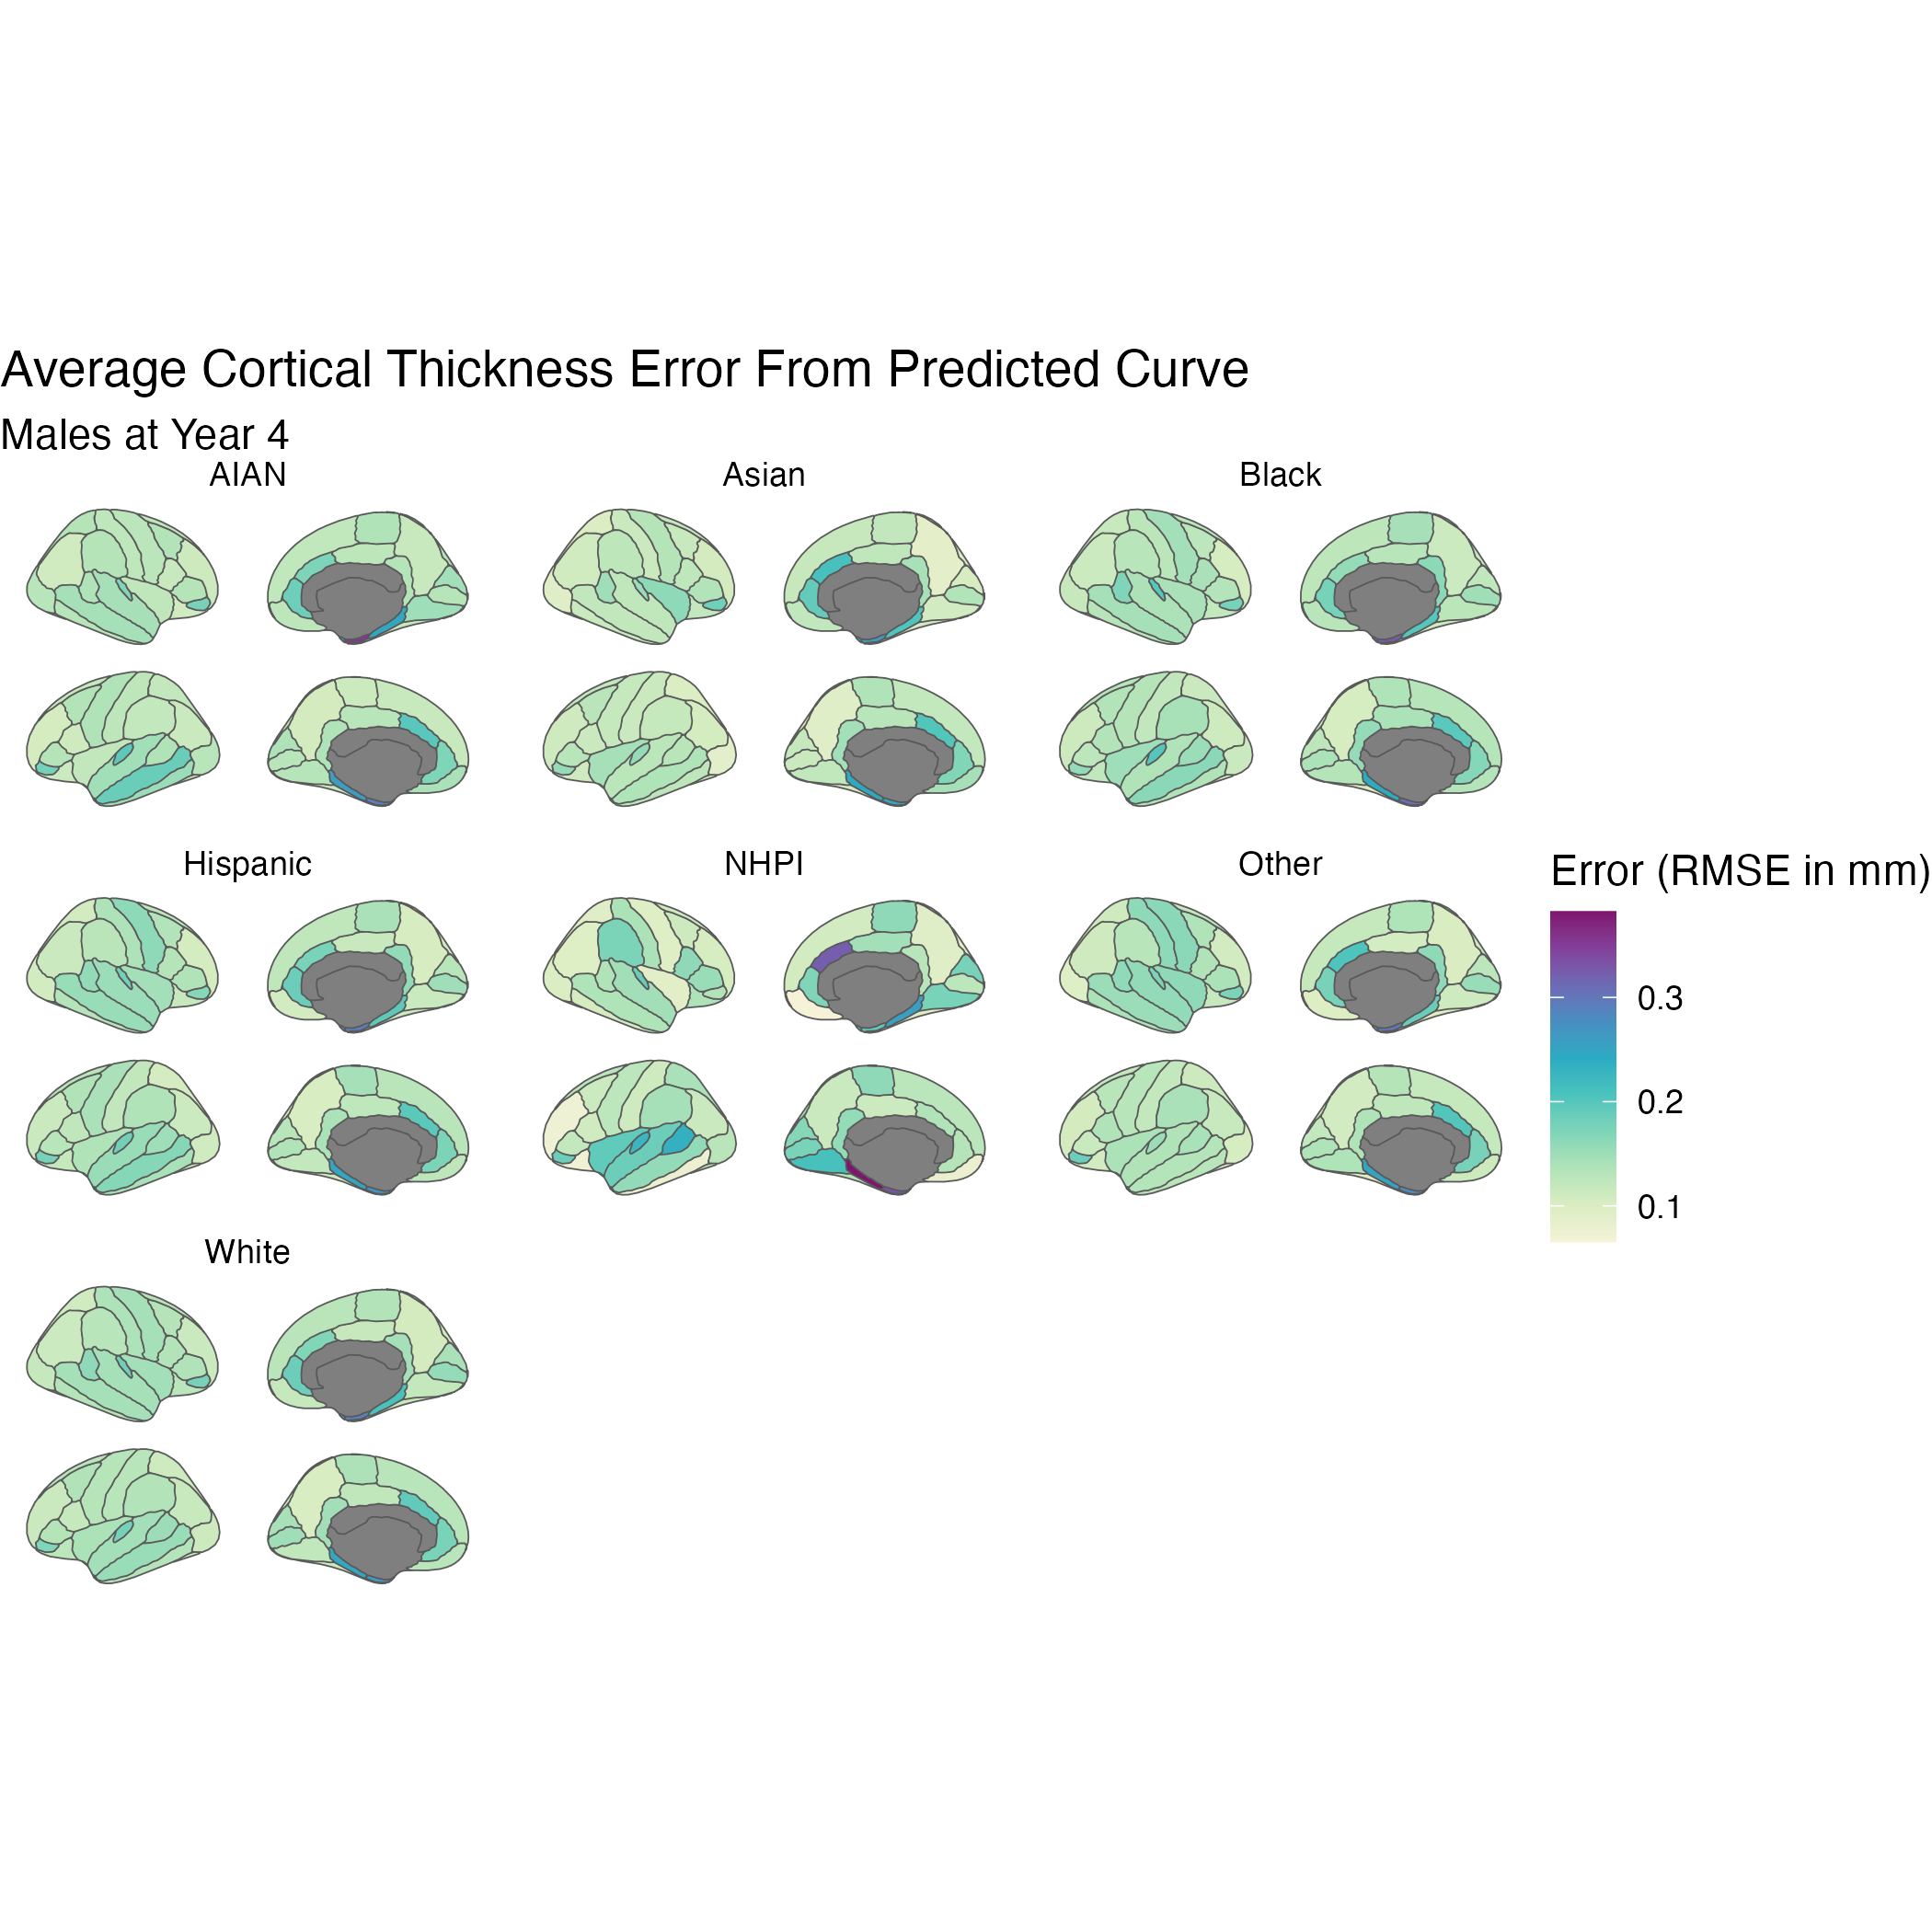 Average Cortical Thickness Error From Predicted Curve
Males at Year 4
AIAN
Asian
Black
Hispanic
NHPI
Other
White
Error (RMSE in mm)
0.3
0.2
0.1